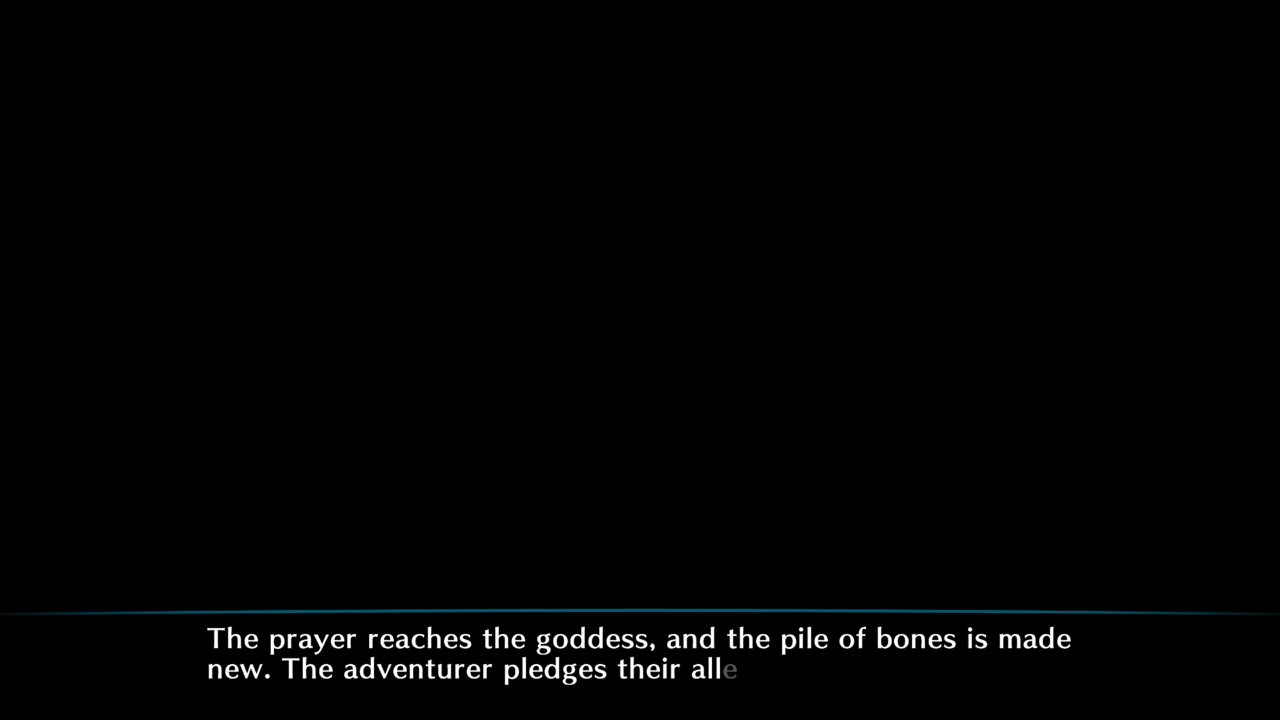 The prayer reaches the goddess, and the pile of bones is made
new. The adventurer pledges their alle